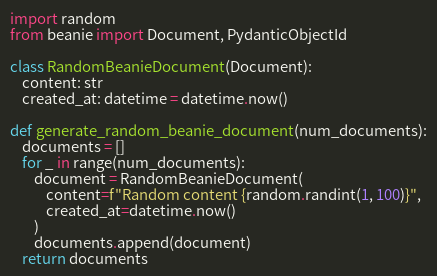 import random
from beanie import Document, PydanticObjectId

class RandomBeanieDocument(Document):
    content: str
    created_at: datetime = datetime.now()

def generate_random_beanie_document(num_documents):
    documents = []
    for _ in range(num_documents):
        document = RandomBeanieDocument(
            content=f"Random content {random.randint(1, 100)}",
            created_at=datetime.now()
        )
        documents.append(document)
    return documents